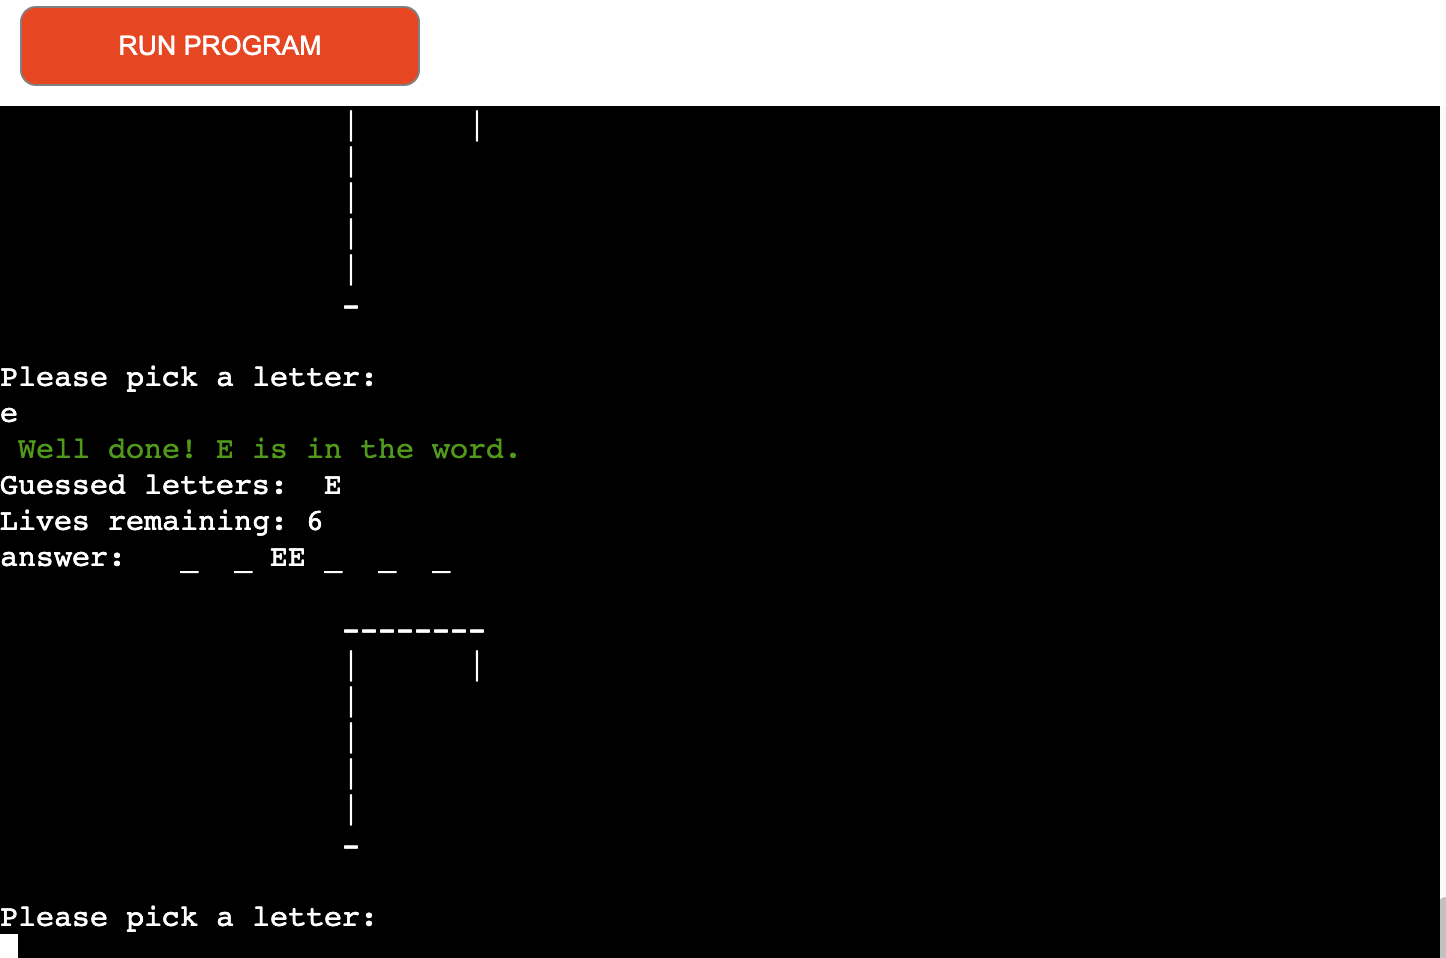 RUN PROGRAM
|      |
|
|
|
|
-
Please pick a letter:
e
Well done! E is in the word.
Guessed letters:  E
Lives remaining: 6
answer:   _  _ EE _  _  _
--------
|      |
|
|
|
|
-
Please pick a letter: